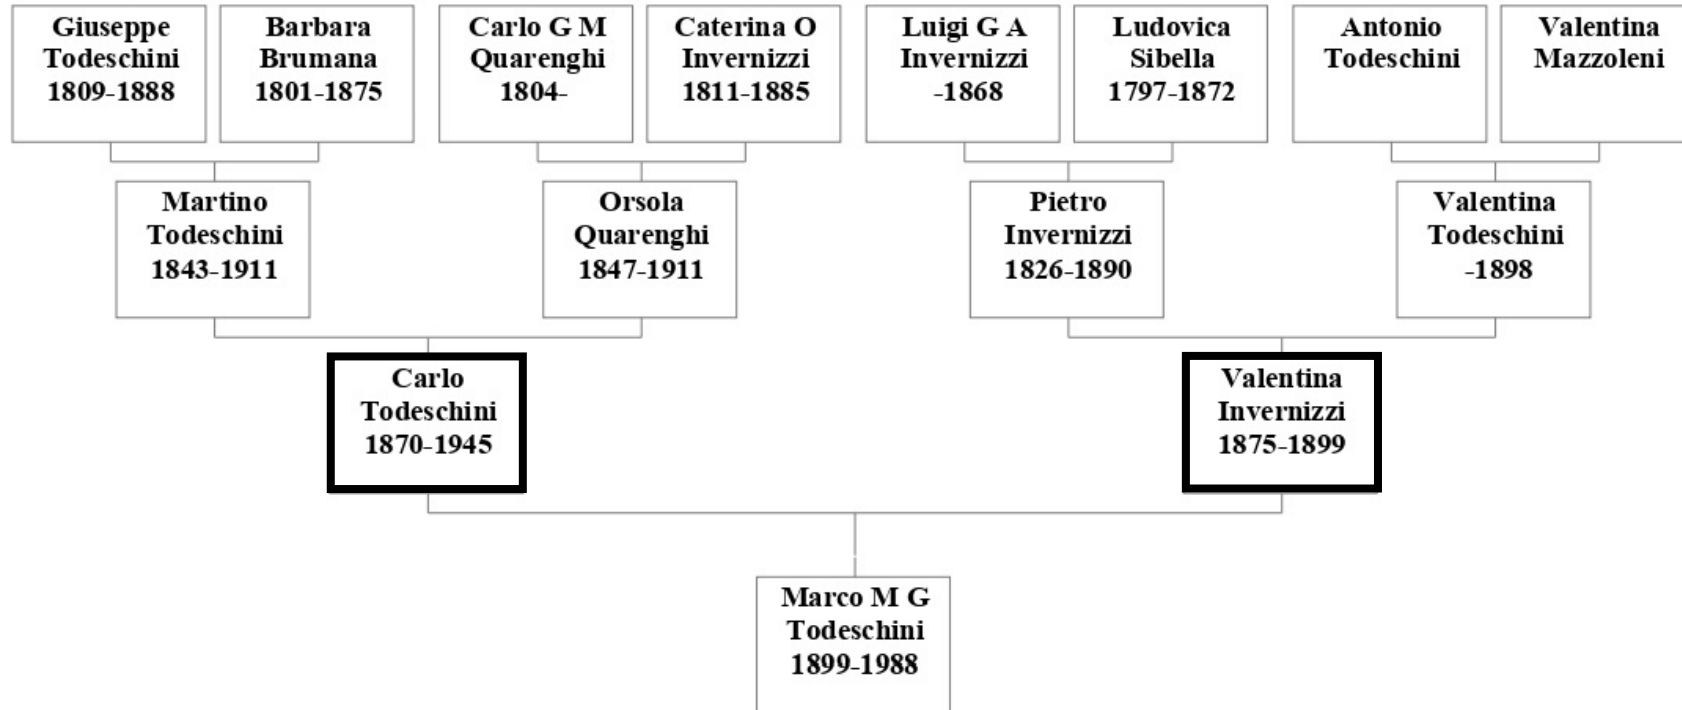 Giuseppe
Todeschini
1809-1888
Barbara
Brumana
1801-1875
Carlo G M
Quarenghi
1804-
Caterina O
Invernizzi
1811-1885
Luigi G A
Invernizzi
-1868
Ludovica
Sibella
1797-1872
Antonio
Todeschini
Valentina
Mazzoleni
Martino
Todeschini
1843-1911
Orsola
Quarenghi
1847-1911
Pietro
Invernizzi
1826-1890
Valentina
Todeschini
-1898
Carlo
Todeschini
1870-1945
Valentina
Invernizzi
1875-1899
Marco M G
Todeschini
1899-1988